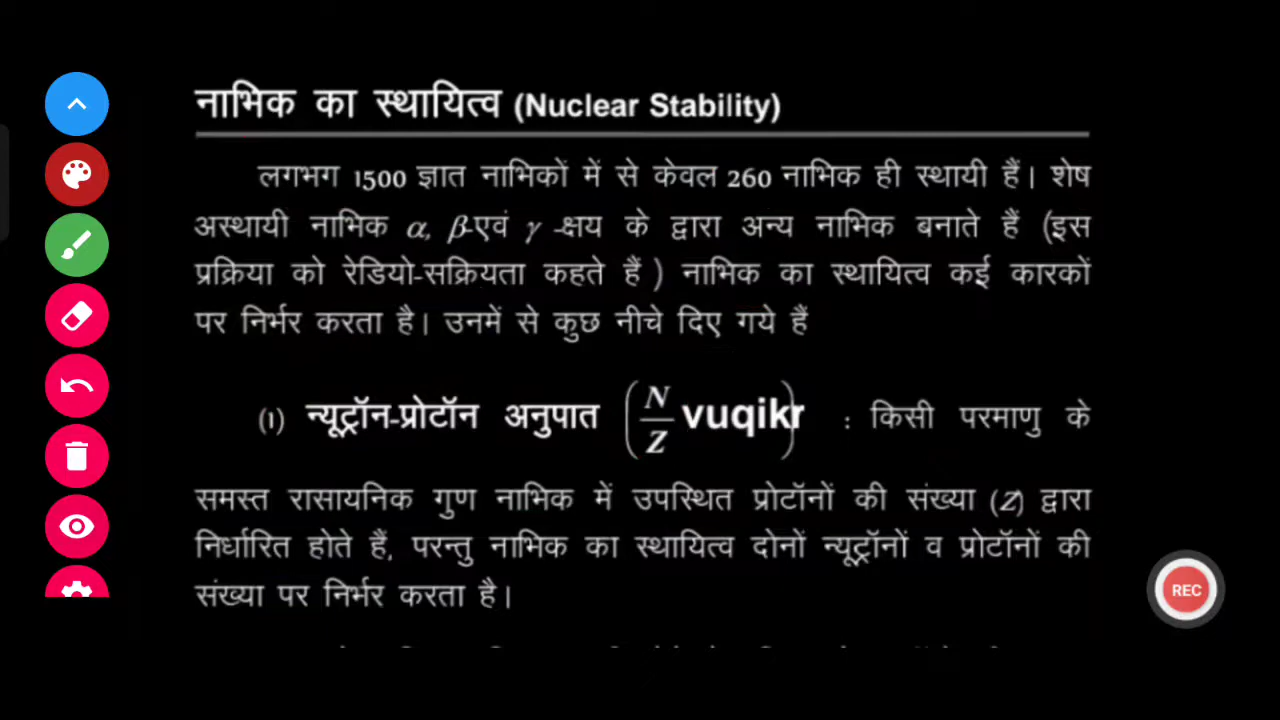 नाभिक का स्थायित्व (Nuclear Stability)
लगभग 1500 ज्ञात नाभिकों में से केवल 260 नाभिक ही स्थायी हैं। शेष
अस्थायी नाभिक α, β-एवं γ -क्षय के द्वारा अन्य नाभिक बनाते हैं (इस
प्रक्रिया को रेडियो-सक्रियता कहते हैं ) नाभिक का स्थायित्व कई कारकों
पर निर्भर करता है। उनमें से कुछ नीचे दिए गये हैं
(1) न्यूट्रॉन-प्रोटॉन अनुपात (N/Z vuqikr) : किसी परमाणु के
समस्त रासायनिक गुण नाभिक में उपस्थित प्रोटॉनों की संख्या (Z) द्वारा
निर्धारित होते हैं, परन्तु नाभिक का स्थायित्व दोनों न्यूट्रॉनों व प्रोटॉनों की
संख्या पर निर्भर करता है।
REC